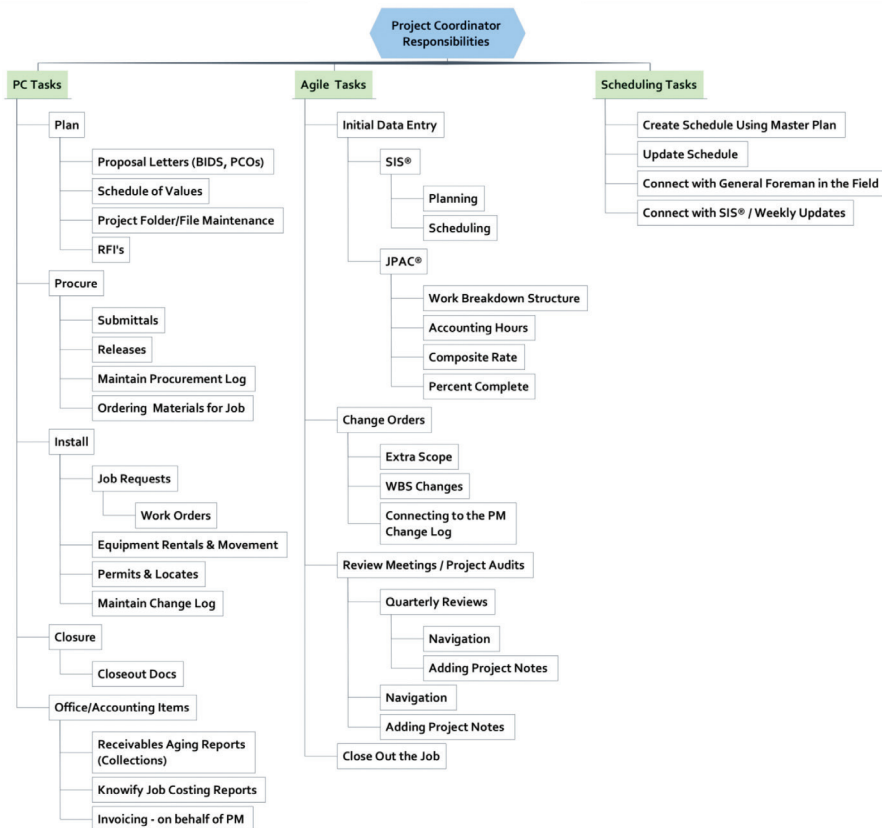 Project Coordinator
Responsibilities
PC Tasks
Plan
Proposal Letters (BIDS, PCOs)
Schedule of Values
Project Folder/File Maintenance
RFI's
Procure
Submittals
Releases
Maintain Procurement Log
Ordering Materials for Job
Install
Job Requests
Work Orders
Equipment Rentals & Movement
Permits & Locates
Maintain Change Log
Closure
Closeout Docs
Office/Accounting Items
Receivables Aging Reports
(Collections)
Knowify Job Costing Reports
Invoicing - on behalf of PM
Agile Tasks
Initial Data Entry
SIS®
Planning
Scheduling
JPAC®
Work Breakdown Structure
Accounting Hours
Composite Rate
Percent Complete
Change Orders
Extra Scope
WBS Changes
Connecting to the PM
Change Log
Review Meetings / Project Audits
Quarterly Reviews
Navigation
Adding Project Notes
Navigation
Adding Project Notes
Close Out the Job
Scheduling Tasks
Create Schedule Using Master Plan
Update Schedule
Connect with General Foreman in the Field
Connect with SIS® / Weekly Updates